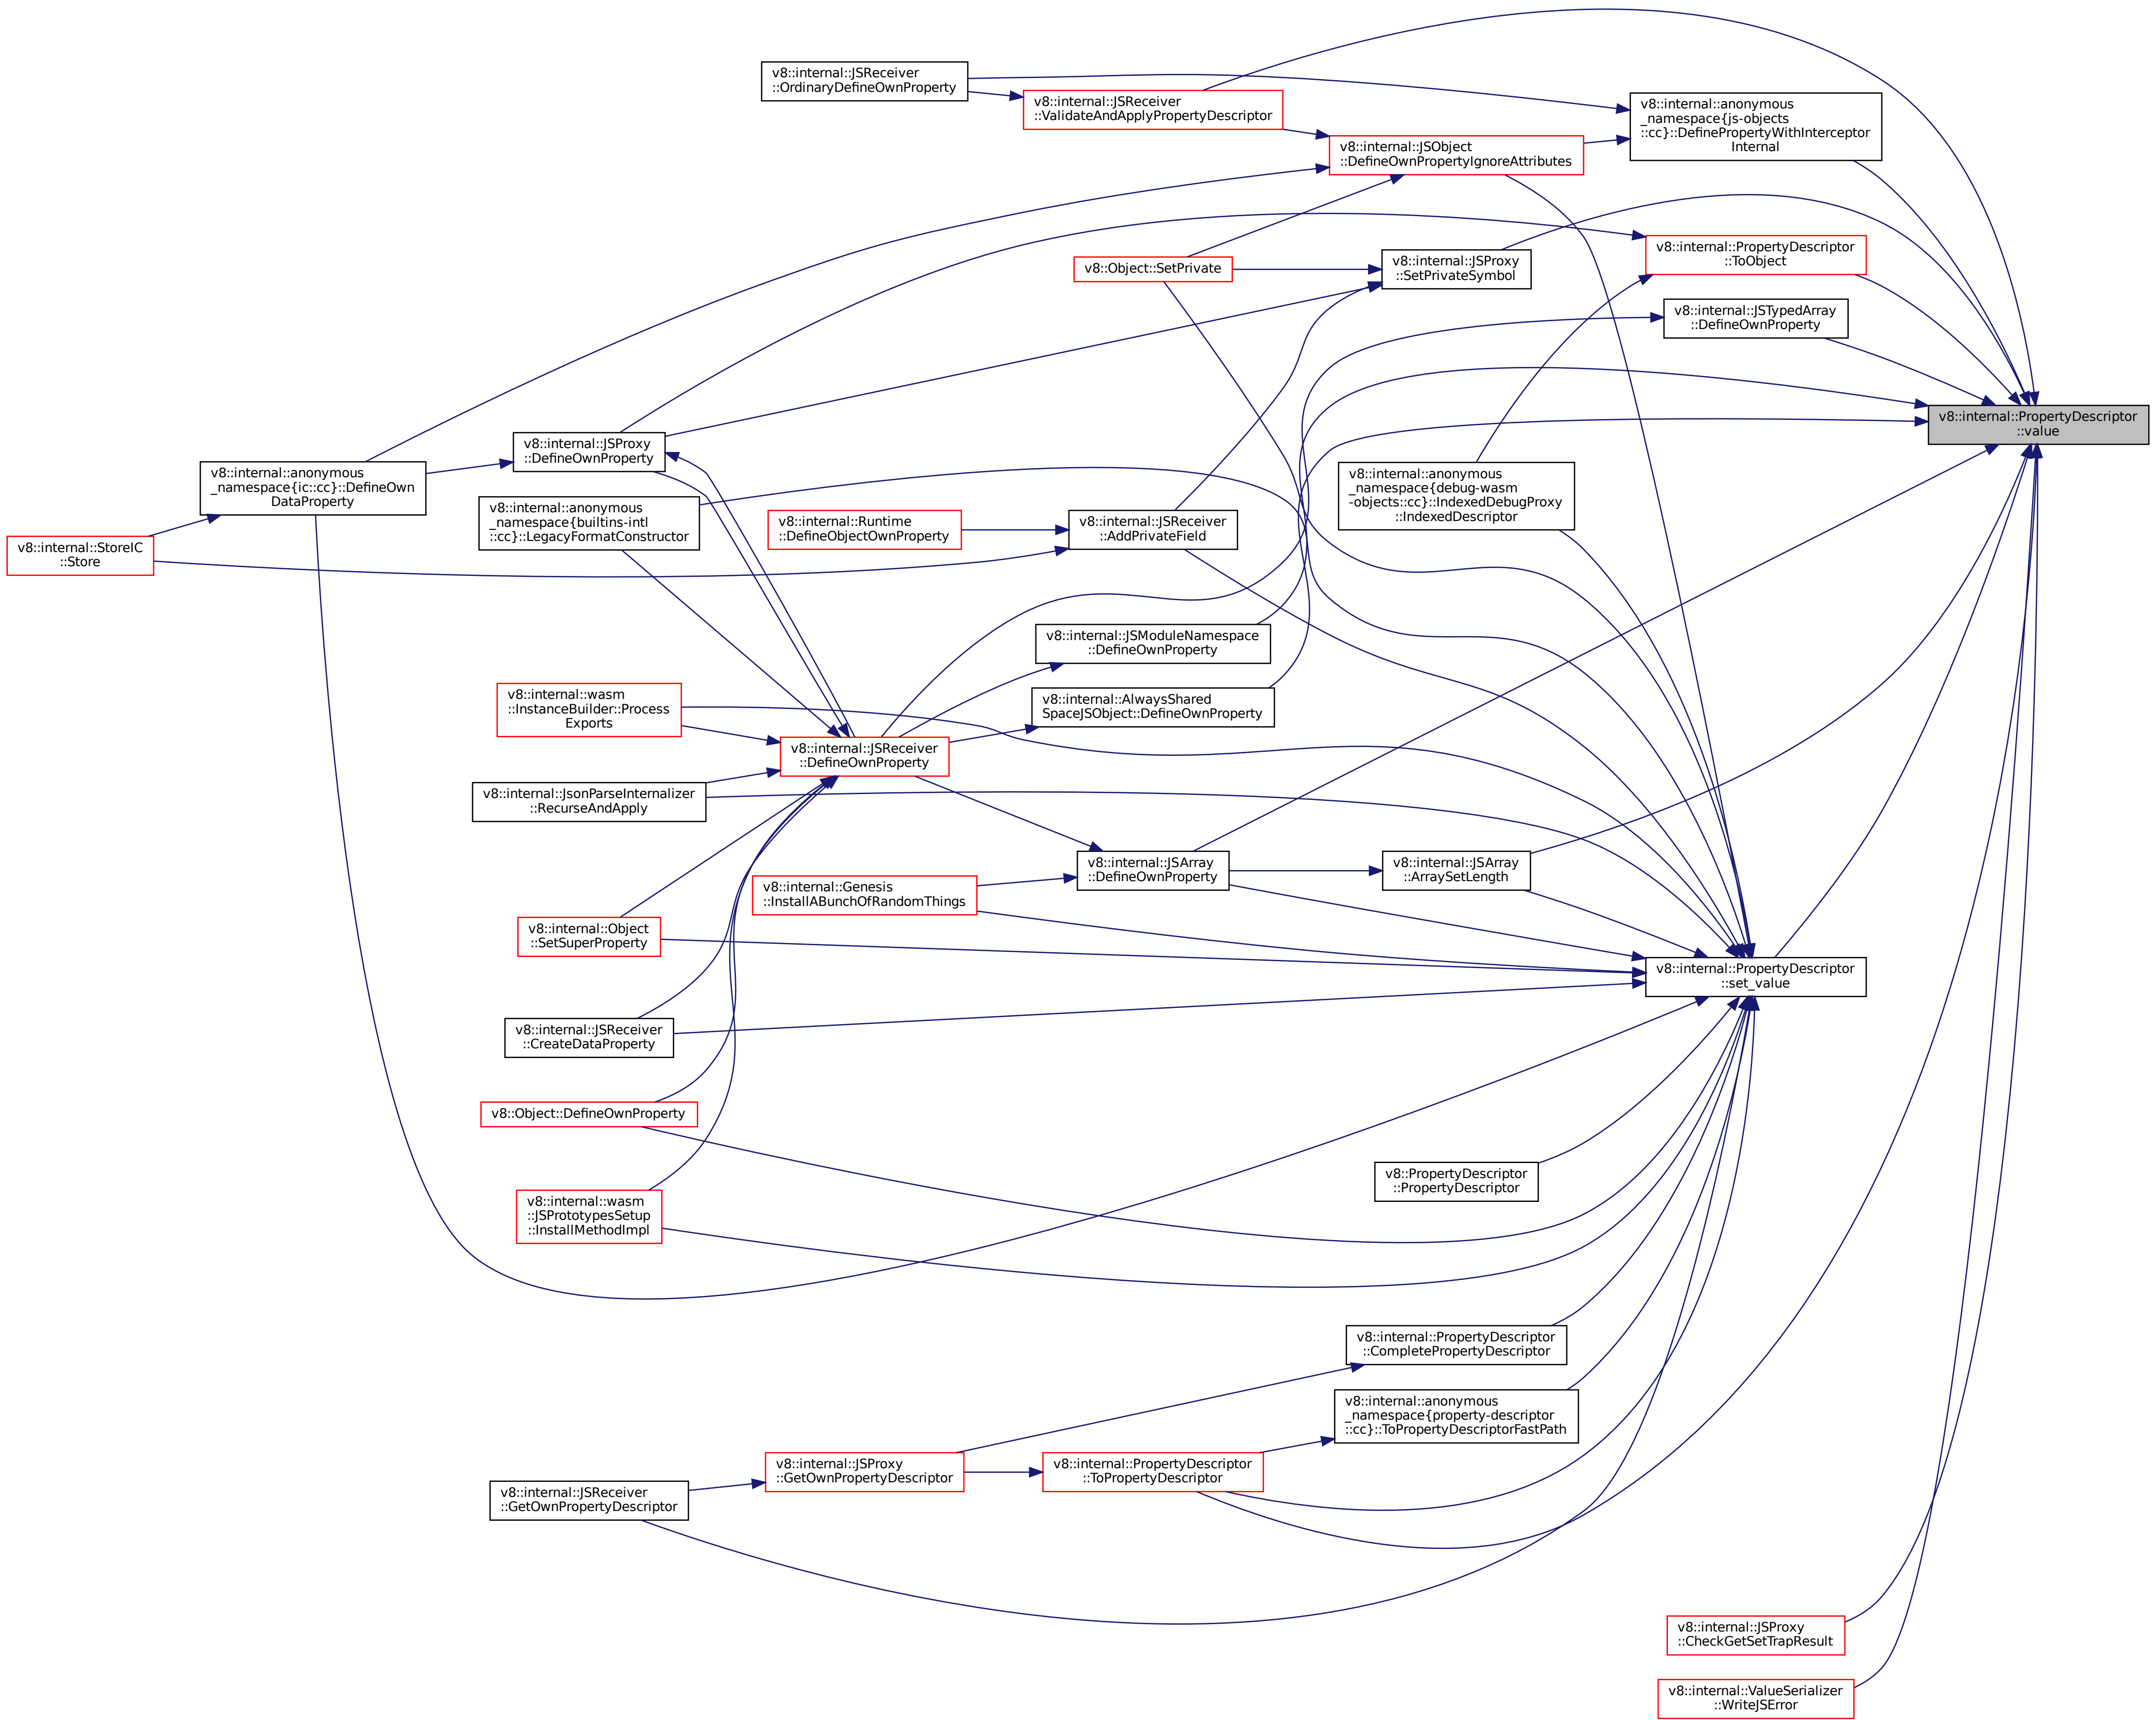 v8::internal::JSReceiver
::OrdinaryDefineOwnProperty
v8::internal::JSReceiver
::ValidateAndApplyPropertyDescriptor
v8::internal::anonymous
_namespace{js-objects
::cc}::DefinePropertyWithInterceptor
Internal
v8::internal::JSObject
::DefineOwnPropertyIgnoreAttributes
v8::internal::PropertyDescriptor
::ToObject
v8::Object::SetPrivate
v8::internal::JSProxy
::SetPrivateSymbol
v8::internal::JSTypedArray
::DefineOwnProperty
v8::internal::PropertyDescriptor
::value
v8::internal::JSProxy
::DefineOwnProperty
v8::internal::anonymous
_namespace{ic::cc}::DefineOwn
DataProperty
v8::internal::anonymous
_namespace{debug-wasm
-objects::cc}::IndexedDebugProxy
::IndexedDescriptor
v8::internal::anonymous
_namespace{builtins-intl
::cc}::LegacyFormatConstructor
v8::internal::Runtime
::DefineObjectOwnProperty
v8::internal::JSReceiver
::AddPrivateField
v8::internal::StoreIC
::Store
v8::internal::JSModuleNamespace
::DefineOwnProperty
v8::internal::wasm
::InstanceBuilder::Process
Exports
v8::internal::AlwaysShared
SpaceJSObject::DefineOwnProperty
v8::internal::JSReceiver
::DefineOwnProperty
v8::internal::JsonParseInternalizer
::RecurseAndApply
v8::internal::JSArray
::DefineOwnProperty
v8::internal::JSArray
::ArraySetLength
v8::internal::Genesis
::InstallABunchOfRandomThings
v8::internal::Object
::SetSuperProperty
v8::internal::PropertyDescriptor
::set_value
v8::internal::JSReceiver
::CreateDataProperty
v8::Object::DefineOwnProperty
v8::PropertyDescriptor
::PropertyDescriptor
v8::internal::wasm
::JSPrototypesSetup
::InstallMethodImpl
v8::internal::PropertyDescriptor
::CompletePropertyDescriptor
v8::internal::anonymous
_namespace{property-descriptor
::cc}::ToPropertyDescriptorFastPath
v8::internal::JSProxy
::GetOwnPropertyDescriptor
v8::internal::PropertyDescriptor
::ToPropertyDescriptor
v8::internal::JSReceiver
::GetOwnPropertyDescriptor
v8::internal::JSProxy
::CheckGetSetTrapResult
v8::internal::ValueSerializer
::WriteJSError